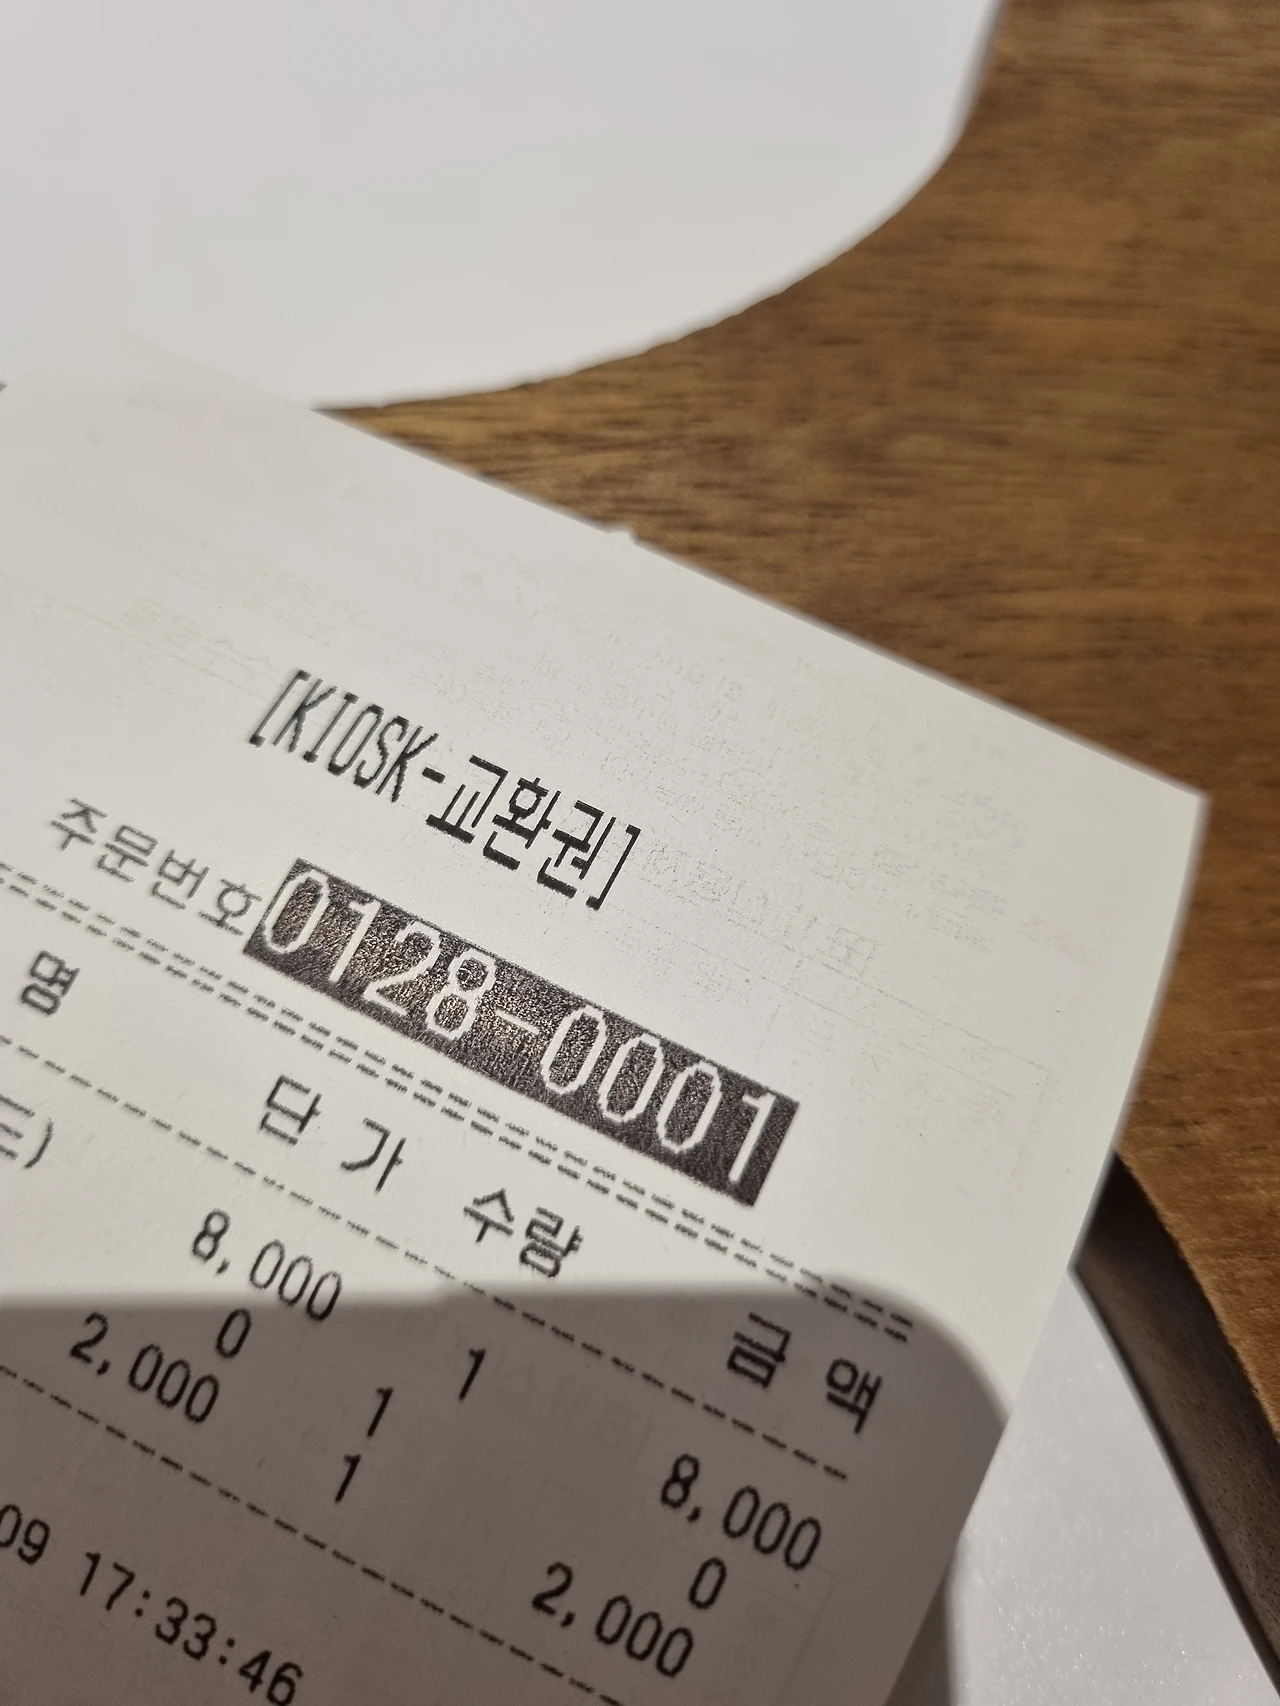 [KIOSK-교환권]
주문번호 0128-0001
명 단 가 수량 금 액
드)
8,000 1 8,000
0 1 0
2,000 1 2,000
09 17:33:46